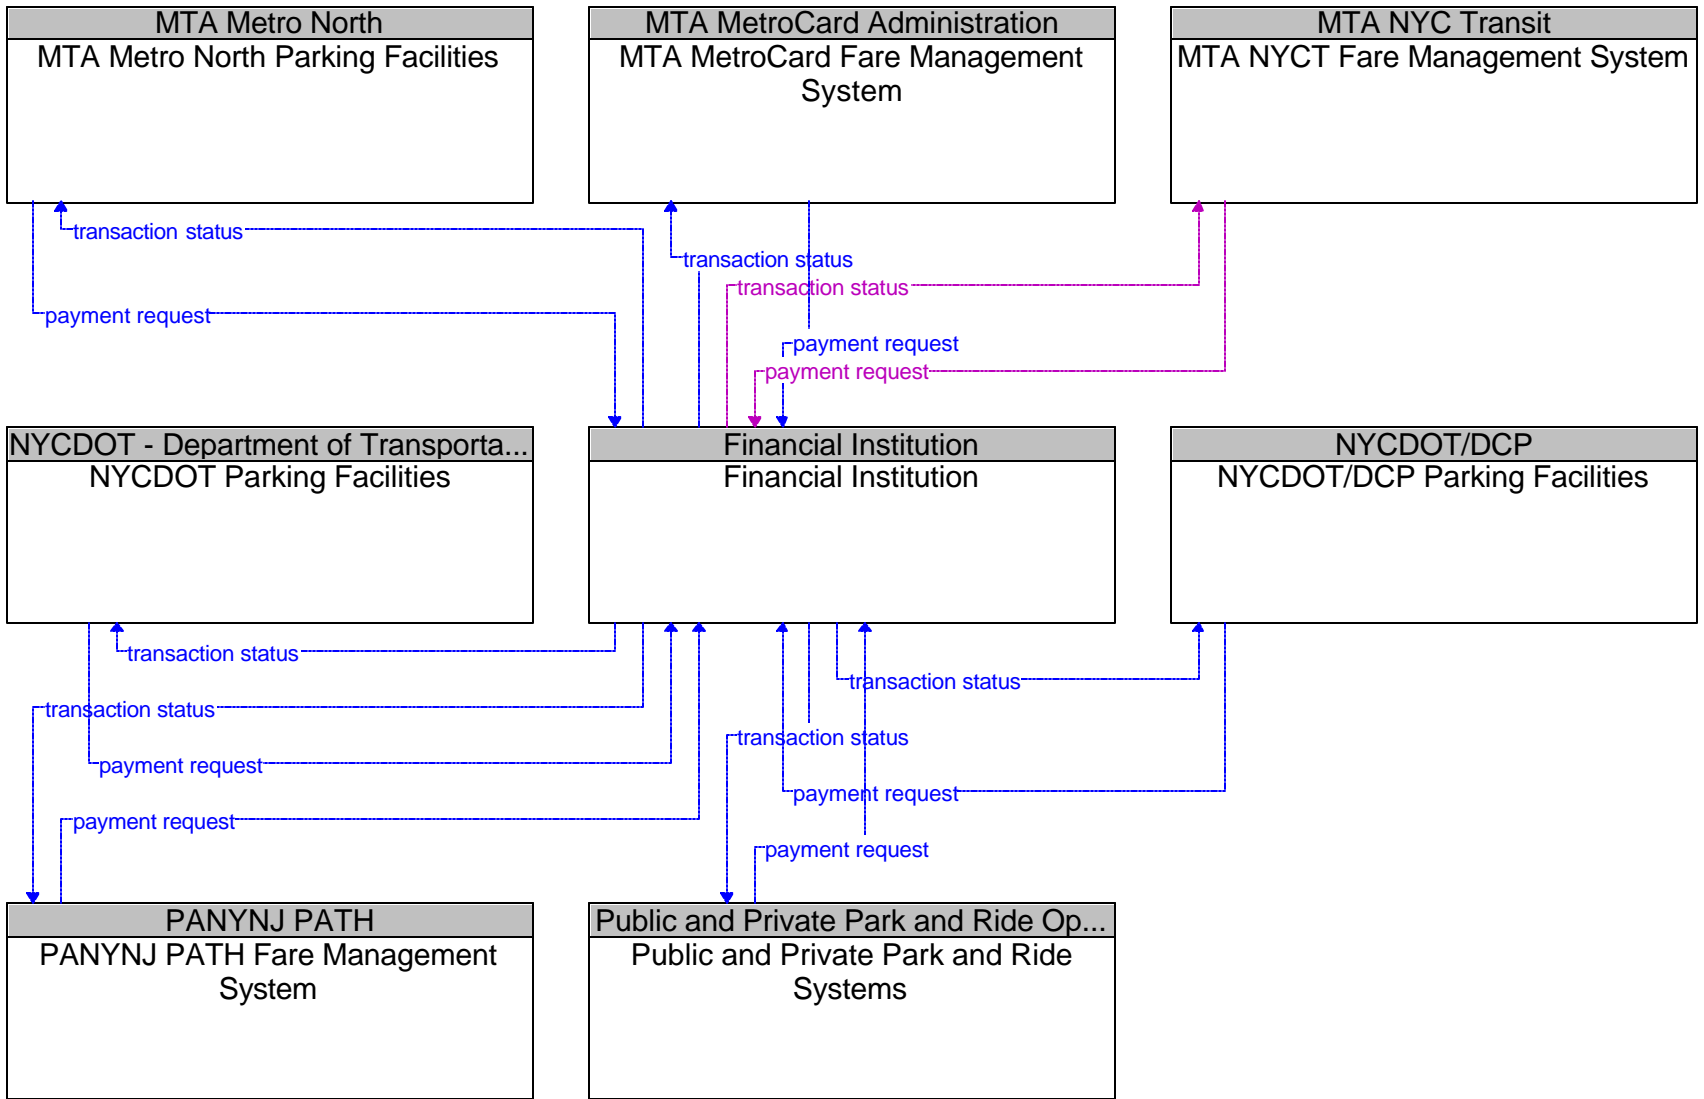 MTA Metro North
MTA Metro North Parking Facilities
MTA MetroCard Administration
MTA MetroCard Fare Management
System
MTA NYC Transit
MTA NYCT Fare Management System
transaction status
transaction status
transaction status
payment request
payment request
payment request
NYCDOT - Department of Transporta...
NYCDOT Parking Facilities
Financial Institution
Financial Institution
NYCDOT/DCP
NYCDOT/DCP Parking Facilities
transaction status
transaction status
transaction status
transaction status
payment request
payment request
payment request
payment request
PANYNJ PATH
PANYNJ PATH Fare Management
System
Public and Private Park and Ride Op...
Public and Private Park and Ride
Systems